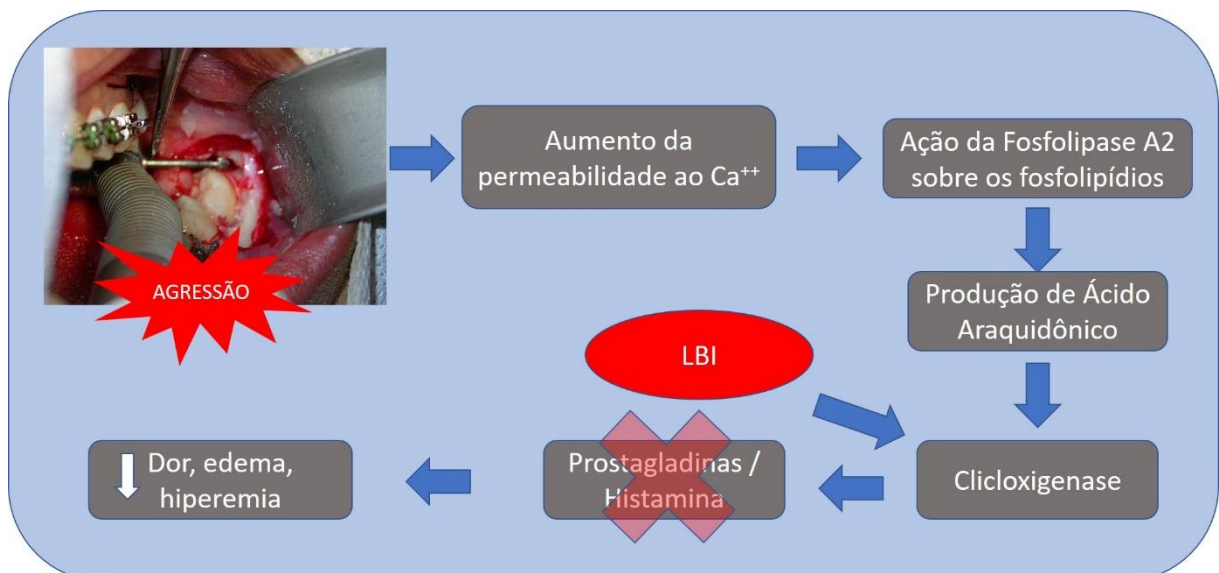 AGRESSÃO
Aumento da
permeabilidade ao Ca⁺⁺
Ação da Fosfolipase A2
sobre os fosfolipídios
Produção de Ácido
Araquidônico
LBI
Clicloxigenase
Prostagladinas /
Histamina
Dor, edema,
hiperemia